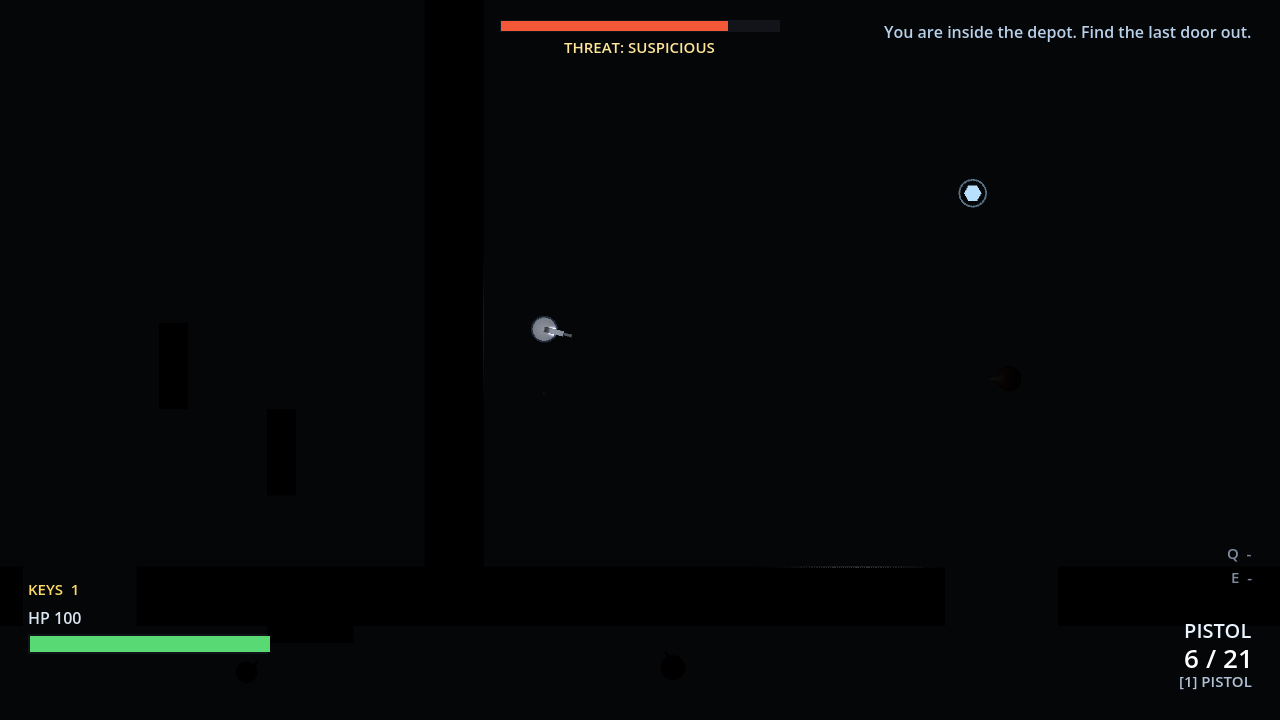 THREAT: SUSPICIOUS
You are inside the depot. Find the last door out.
Q -
E -
KEYS 1
HP 100
PISTOL
6 / 21
[1] PISTOL